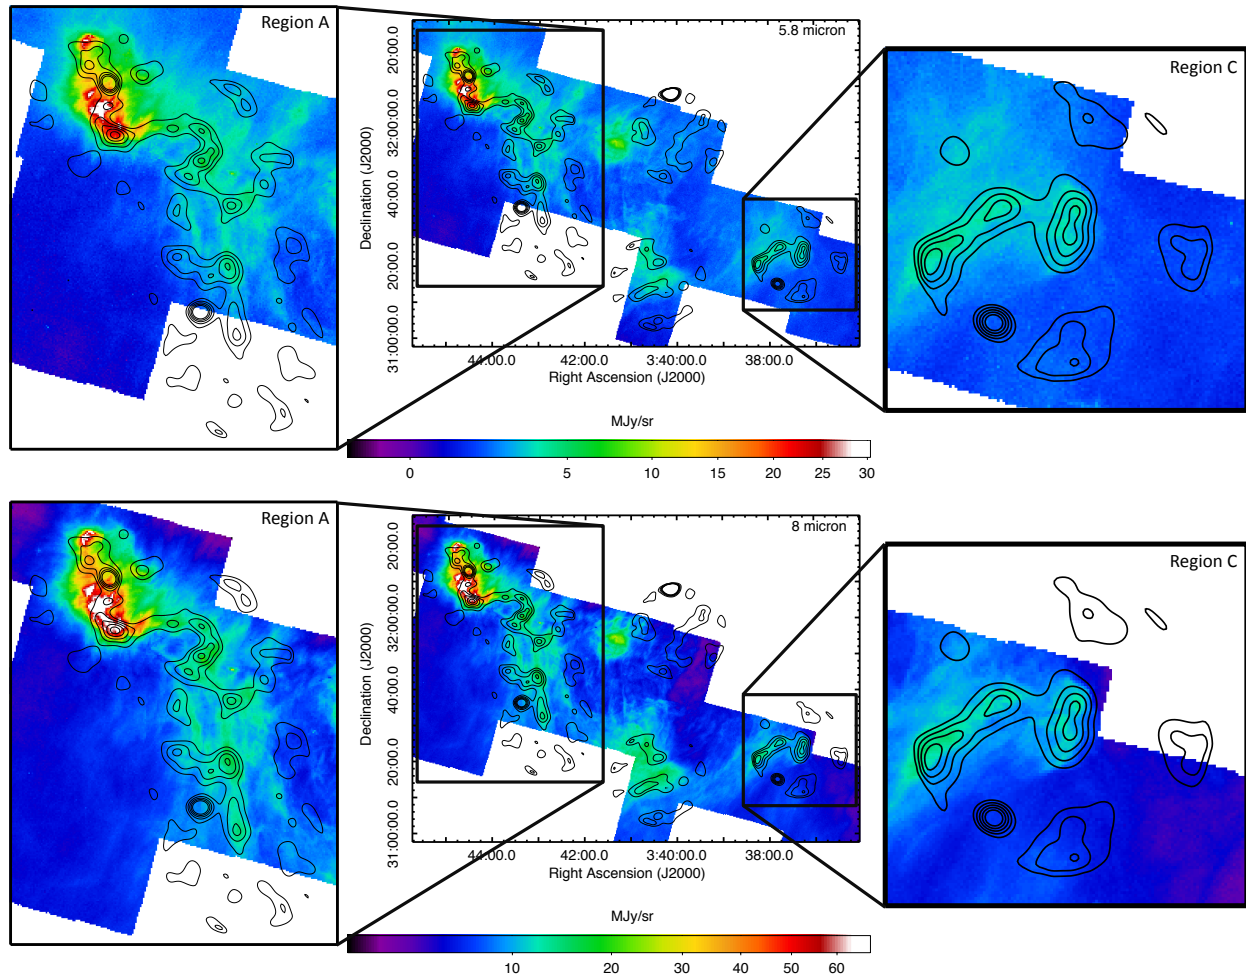 Region A
5.8 micron
Region C
20:00.0
32:00:00.0
40:00.0
20:00.0
31:00:00.0
Declination (J2000)
44:00.0 42:00.0 3:40:00.0 38:00.0
Right Ascension (J2000)
MJy/sr
0 5 10 15 20 25 30
Region A
8 micron
Region C
20:00.0
32:00:00.0
40:00.0
20:00.0
31:00:00.0
Declination (J2000)
44:00.0 42:00.0 3:40:00.0 38:00.0
Right Ascension (J2000)
MJy/sr
10 20 30 40 50 60